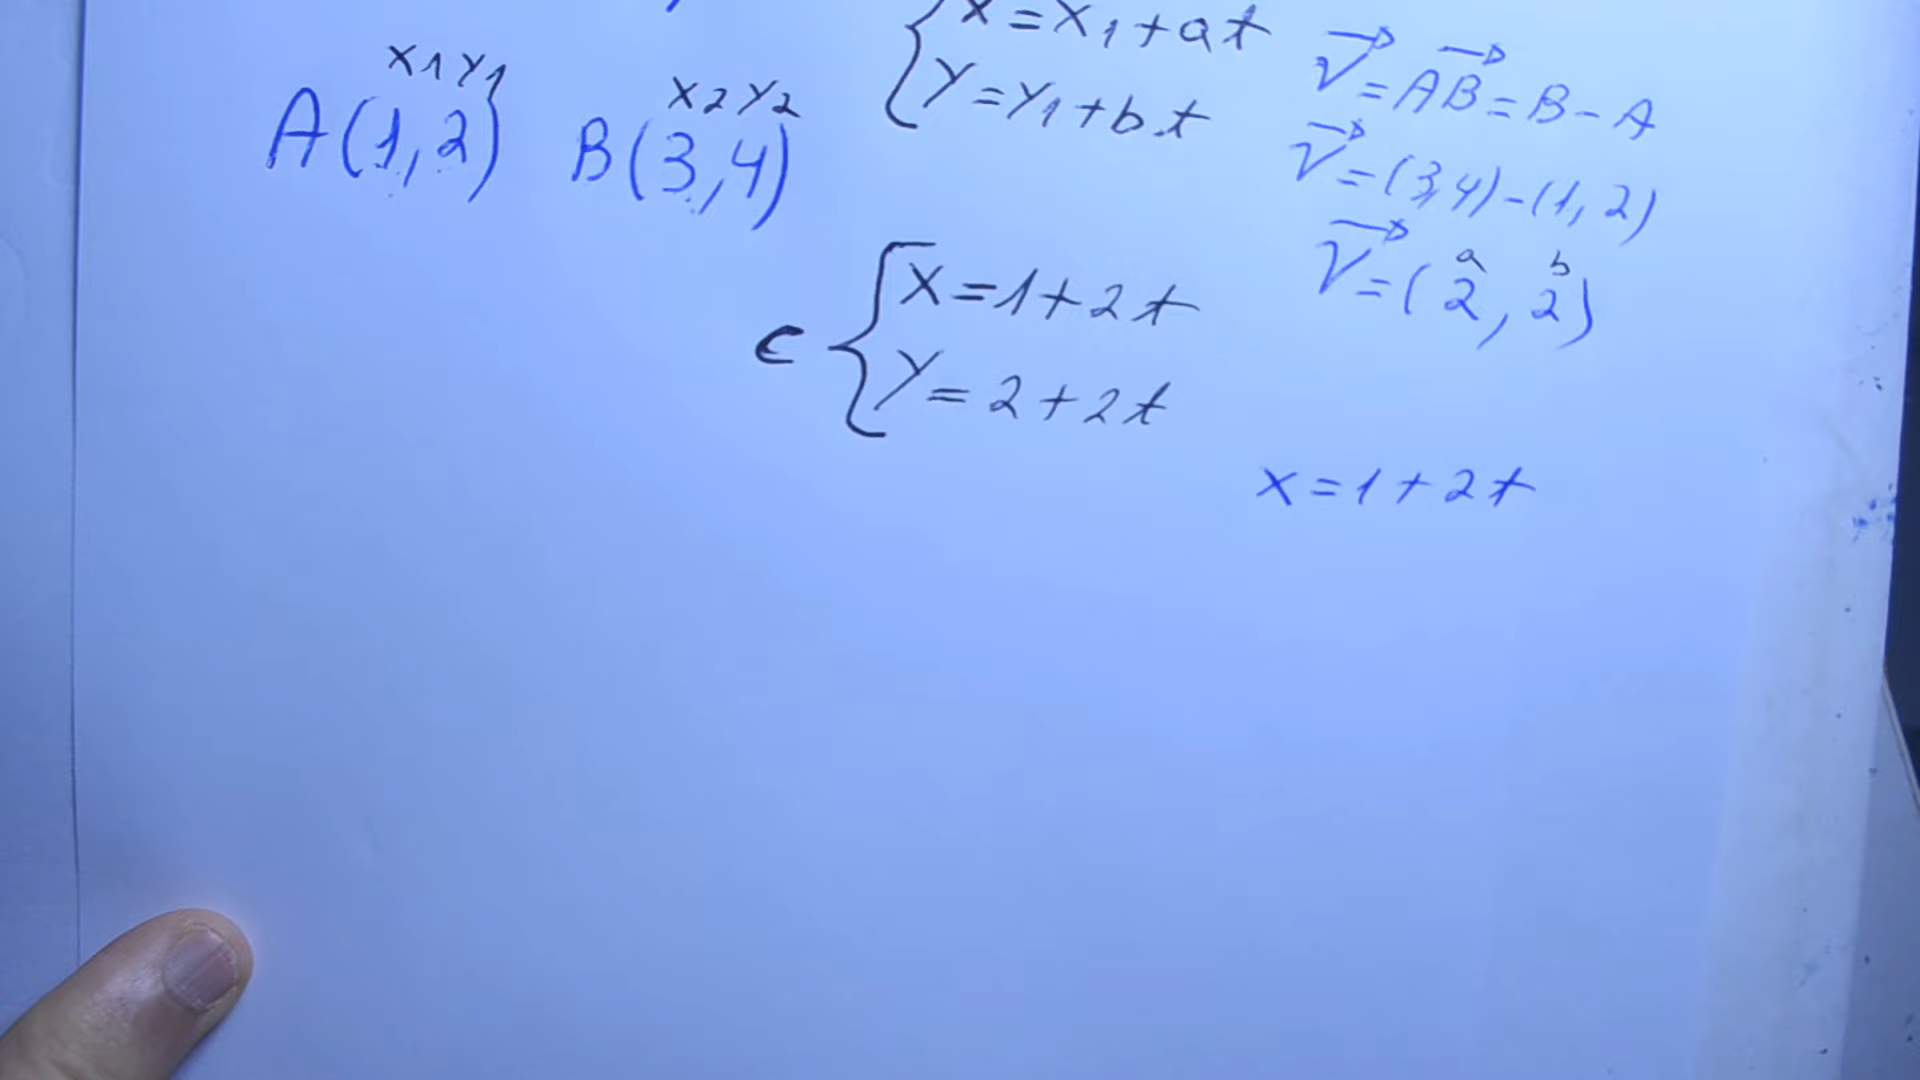 x=x1+at
y=y1+bt
x1 y1
A(1,2)
x2 y2
B(3,4)
V=AB=B-A
V=(3,4)-(1,2)
a b
V=(2,2)
C { x=1+2t
y=2+2t
x=1+2t